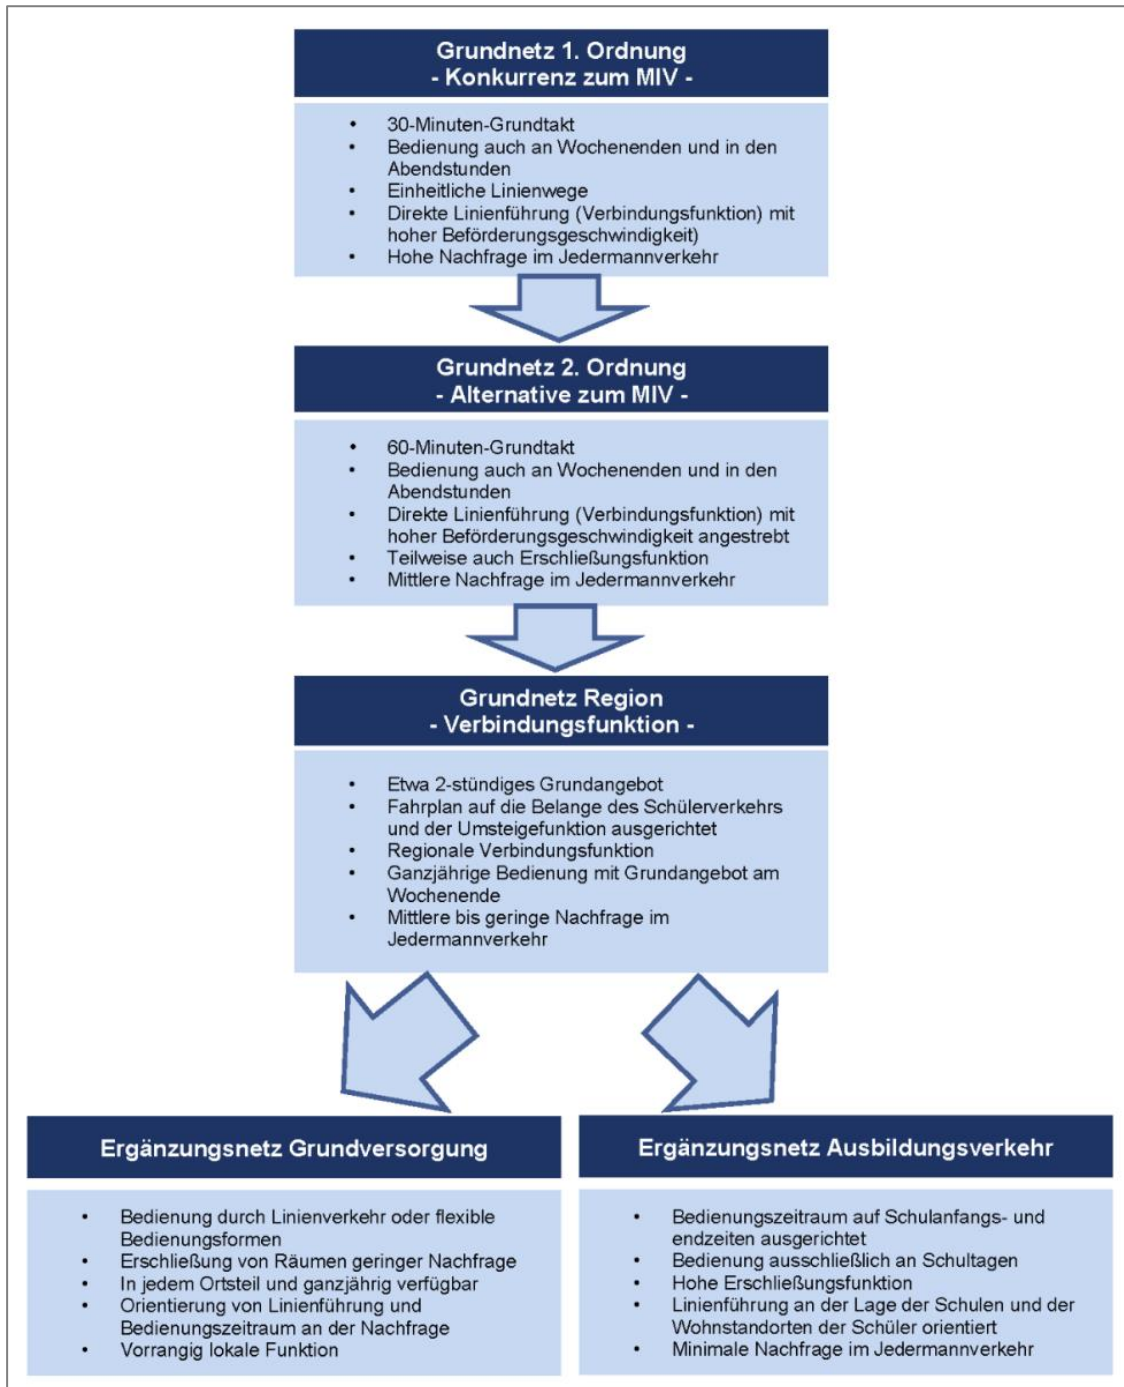 Grundnetz 1. Ordnung
- Konkurrenz zum MIV -
• 30-Minuten-Grundtakt
• Bedienung auch an Wochenenden und in den
Abendstunden
• Einheitliche Linienwege
• Direkte Linienführung (Verbindungsfunktion) mit
hoher Beförderungsgeschwindigkeit)
• Hohe Nachfrage im Jedermannverkehr
Grundnetz 2. Ordnung
- Alternative zum MIV -
• 60-Minuten-Grundtakt
• Bedienung auch an Wochenenden und in den
Abendstunden
• Direkte Linienführung (Verbindungsfunktion) mit
hoher Beförderungsgeschwindigkeit angestrebt
• Teilweise auch Erschließungsfunktion
• Mittlere Nachfrage im Jedermannverkehr
Grundnetz Region
- Verbindungsfunktion -
• Etwa 2-stündiges Grundangebot
• Fahrplan auf die Belange des Schülerverkehrs
und der Umsteigefunktion ausgerichtet
• Regionale Verbindungsfunktion
• Ganzjährige Bedienung mit Grundangebot am
Wochenende
• Mittlere bis geringe Nachfrage im
Jedermannverkehr
Ergänzungsnetz Grundversorgung
• Bedienung durch Linienverkehr oder flexible
Bedienungsformen
• Erschließung von Räumen geringer Nachfrage
• In jedem Ortsteil und ganzjährig verfügbar
• Orientierung von Linienführung und
Bedienungszeitraum an der Nachfrage
• Vorrangig lokale Funktion
Ergänzungsnetz Ausbildungsverkehr
• Bedienungszeitraum auf Schulanfangs- und
endzeiten ausgerichtet
• Bedienung ausschließlich an Schultagen
• Hohe Erschließungsfunktion
• Linienführung an der Lage der Schulen und der
Wohnstandorten der Schüler orientiert
• Minimale Nachfrage im Jedermannverkehr